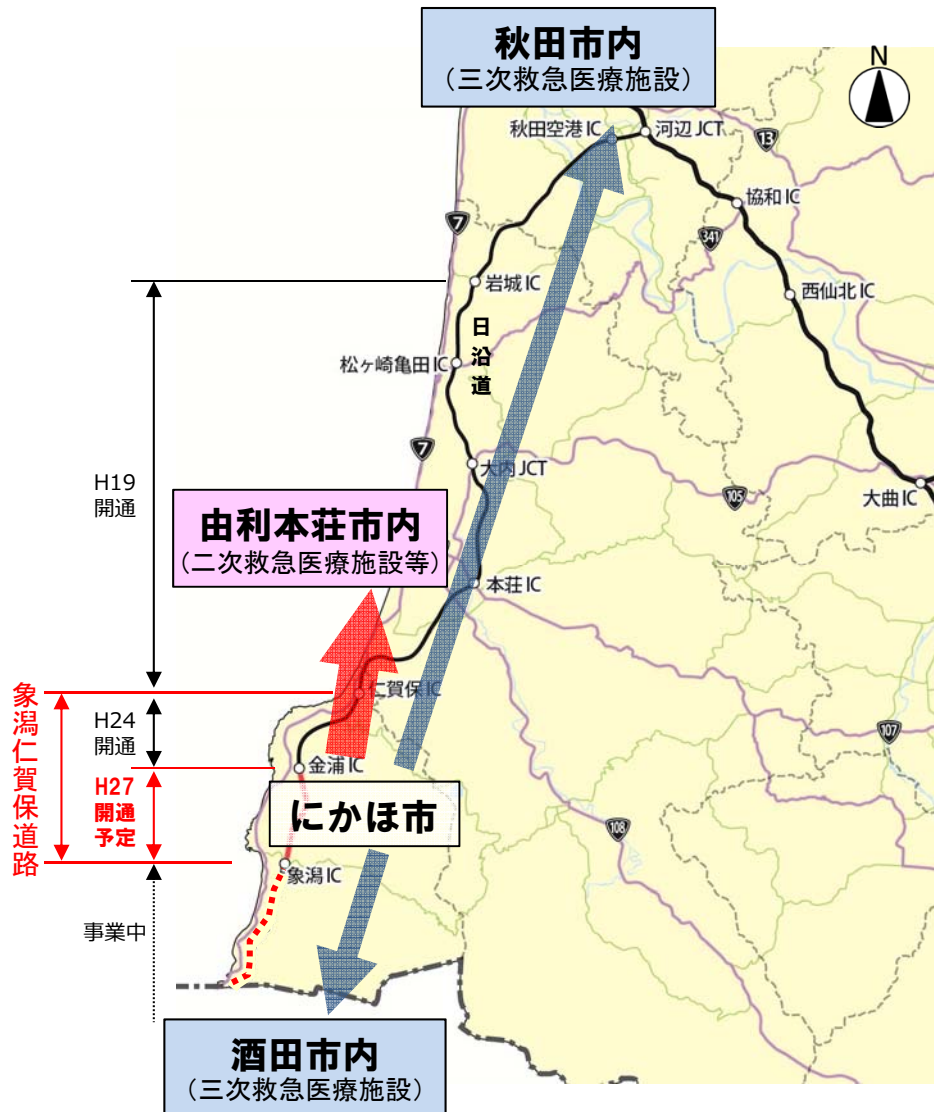 秋田市内
（三次救急医療施設）
N
秋田空港IC
河辺JCT
13
協和IC
7
341
岩城IC
西仙北IC
日沿道
松ヶ崎亀田IC
7
大内JCT
H19
開通
105
大曲IC
由利本荘市内
（二次救急医療施設等）
本荘IC
象潟仁賀保道路
仁賀保IC
H24
開通
107
金浦IC
H27
開通
予定
にかほ市
108
象潟IC
事業中
酒田市内
（三次救急医療施設）